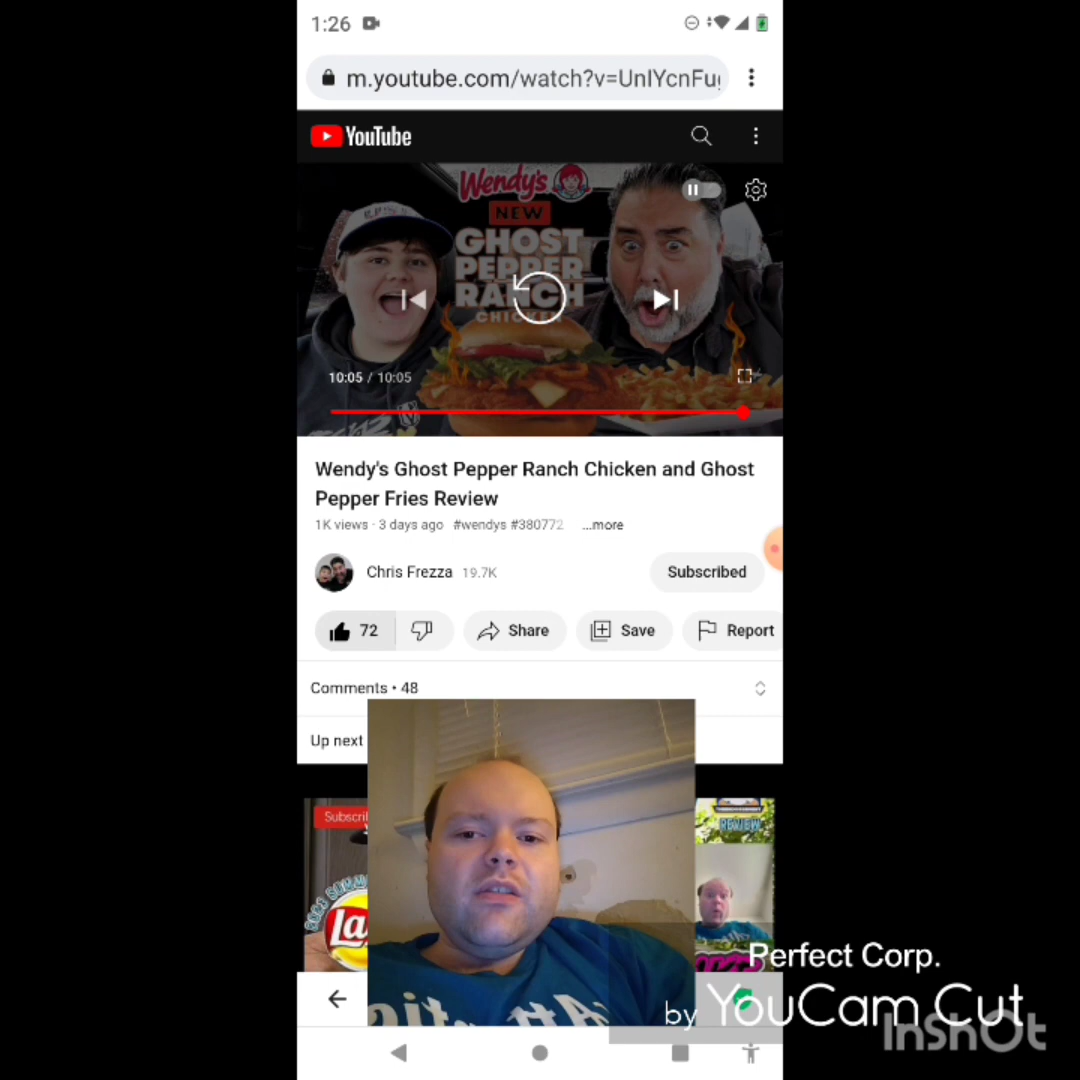 1:26
m.youtube.com/watch?v=UnIYcnFu
YouTube
Wendy's
NEW
GHOST
PEPPER
RANCH
CHICKEN
10:05 / 10:05
Wendy's Ghost Pepper Ranch Chicken and Ghost
Pepper Fries Review
1K views · 3 days ago #wendys #380772 ...more
Chris Frezza 19.7K
Subscribed
72
Share
Save
Report
Comments • 48
Up next
Subscri
REVIEW
La
Perfect Corp.
by YouCam Cut
InShOt